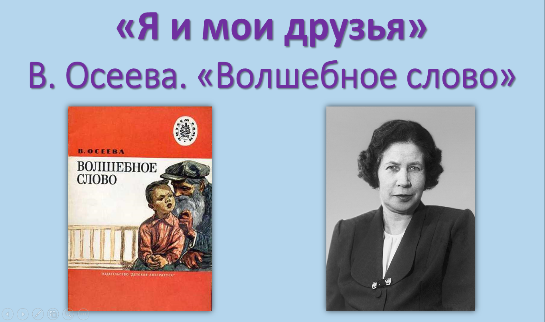 «Я и мои друзья»
В. Осеева. «Волшебное слово»
В. ОСЕЕВА
ВОЛШЕБНОЕ
СЛОВО